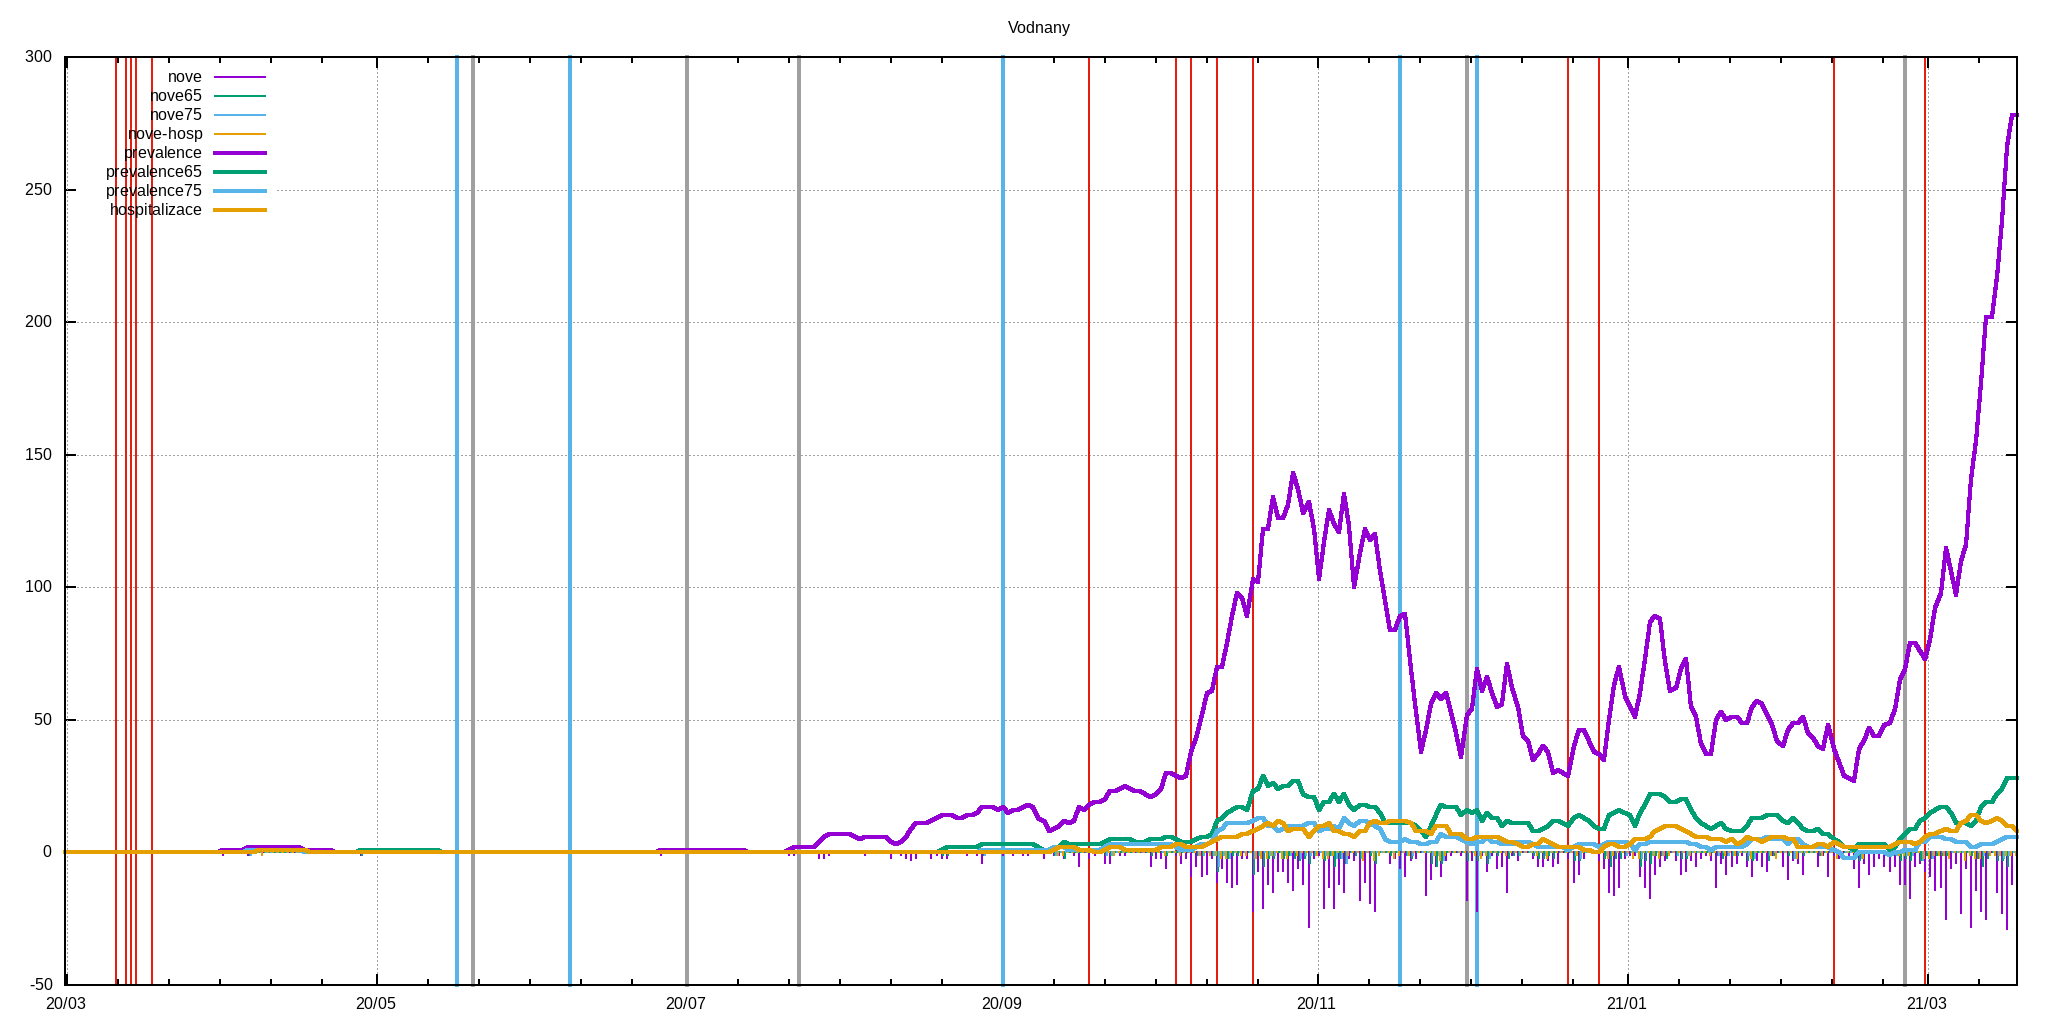 Vodnany
300
nove
nove65
nove75
nove-hosp
prevalence
prevalence65
prevalence75
hospitalizace
250
200
150
100
50
0
-50
20/03 20/05 20/07 20/09 20/11 21/01 21/03